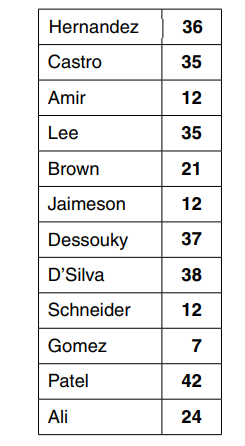 Hernandez 36
Castro 35
Amir 12
Lee 35
Brown 21
Jaimeson 12
Dessouky 37
D'Silva 38
Schneider 12
Gomez 7
Patel 42
Ali 24